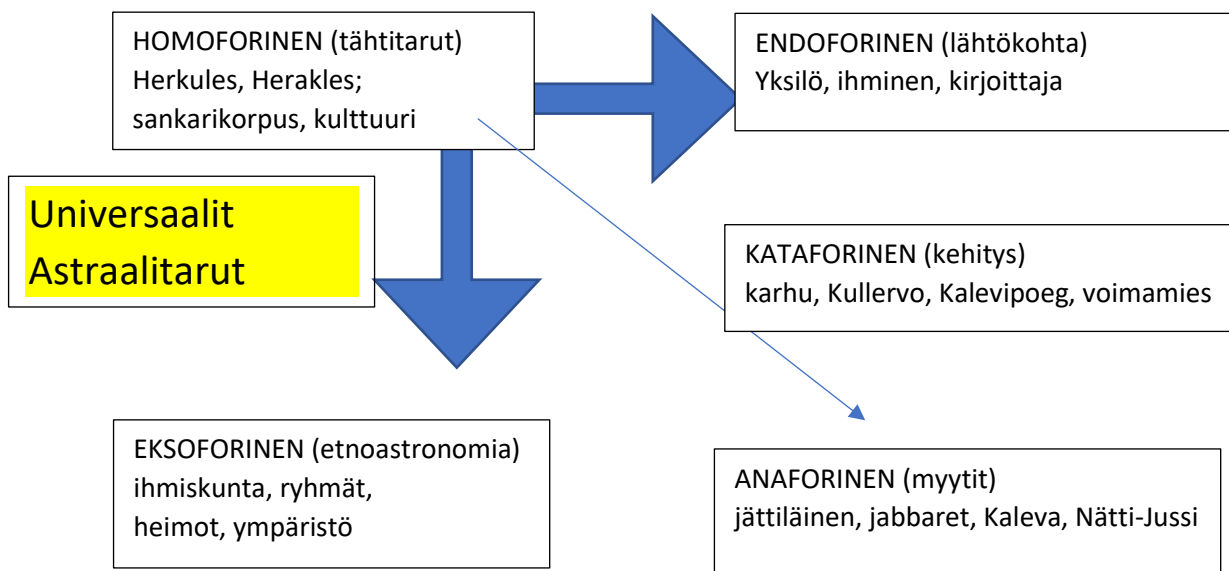 HOMOFORINEN (tähtitarut)
Herkules, Herakles;
sankarikorpus, kulttuuri
ENDOFORINEN (lähtökohta)
Yksilö, ihminen, kirjoittaja
Universaalit
Astraalitarut
KATAFORINEN (kehitys)
karhu, Kullervo, Kalevipoeg, voimamies
EKSOFORINEN (etnoastronomia)
ihmiskunta, ryhmät,
heimot, ympäristö
ANAFORINEN (myytit)
jättiläinen, jabbaret, Kaleva, Nätti-Jussi